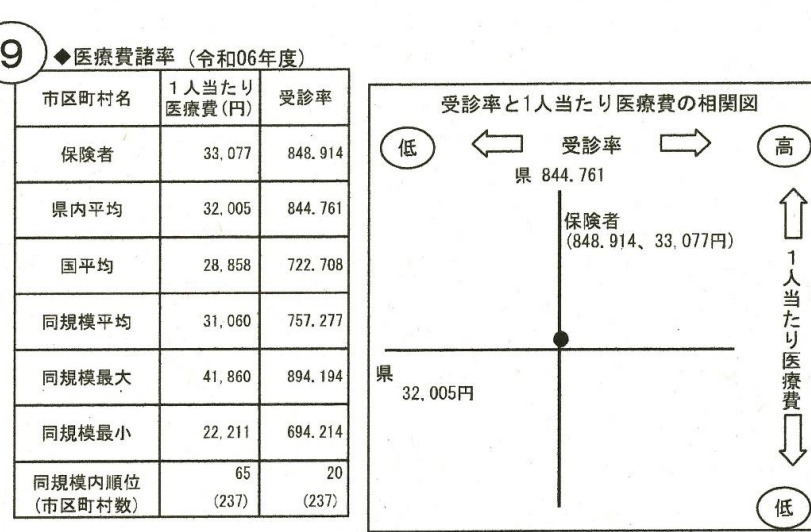 9
◆医療費諸率 (令和06年度)
市区町村名 1人当たり医療費(円) 受診率
保険者 33,077 848.914
県内平均 32,005 844.761
国平均 28,858 722.708
同規模平均 31,060 757.277
同規模最大 41,860 894.194
同規模最小 22,211 694.214
同規模内順位 65 20
(市区町村数) (237) (237)
受診率と1人当たり医療費の相関図
低 受診率 高
県 844.761
保険者
(848.914、33,077円)
1人当たり医療費
県
32,005円
低